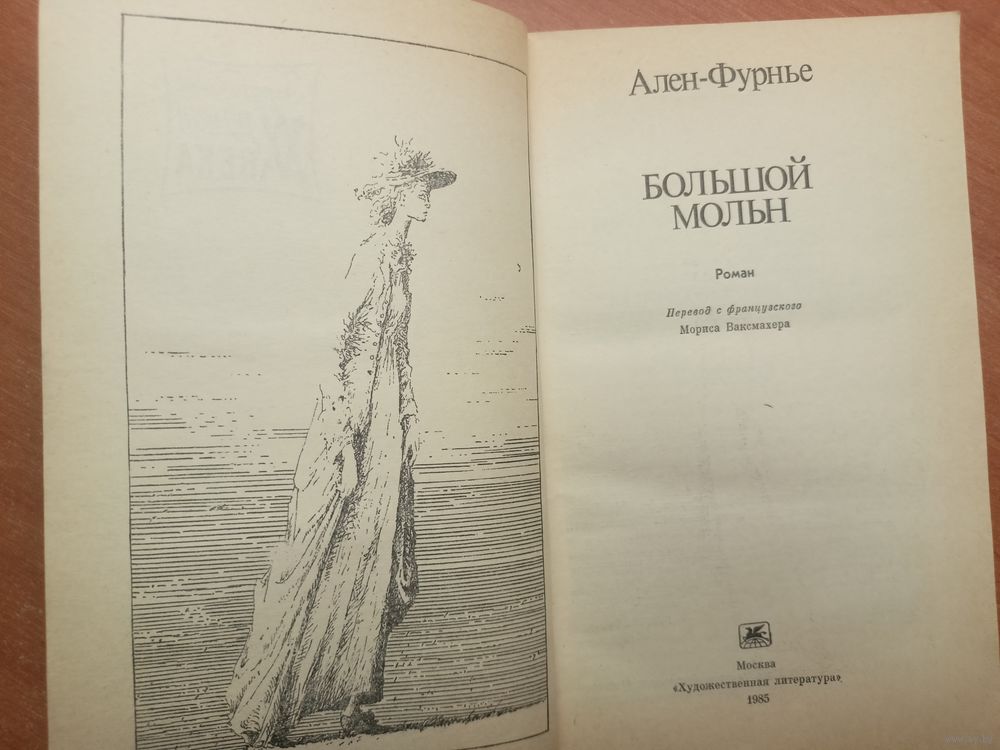 Ален-Фурнье
БОЛЬШОЙ
МОЛЬН
Роман
Перевод с французского
Мориса Ваксмахера
Москва
«Художественная литература»
1985